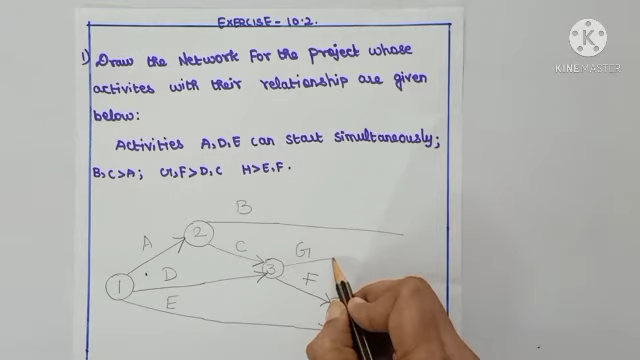 EXERCISE - 10.2.
1) Draw the Network for the project whose
activites with their relationship are given
below:
Activities A,D,E can start simultaneously;
B,C>A; G,F>D,C H>E,F.
B
2
A
C
G
3
D
F
1
E
K
KINEMASTER